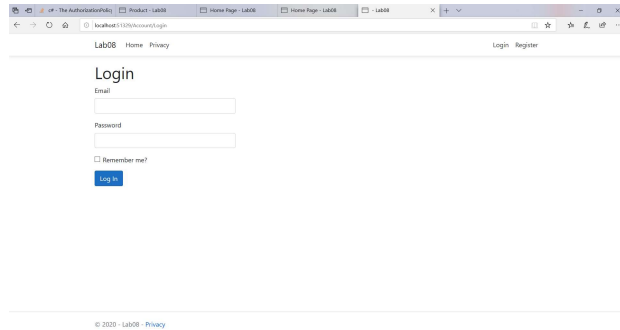 c# - The AuthorizationPolicy
Product - Lab08
Home Page - Lab08
Home Page - Lab08
- Lab08
localhost:51329/Account/Login
Lab08 Home Privacy
Login Register
Login
Email
Password
Remember me?
Log In
© 2020 - Lab08 - Privacy